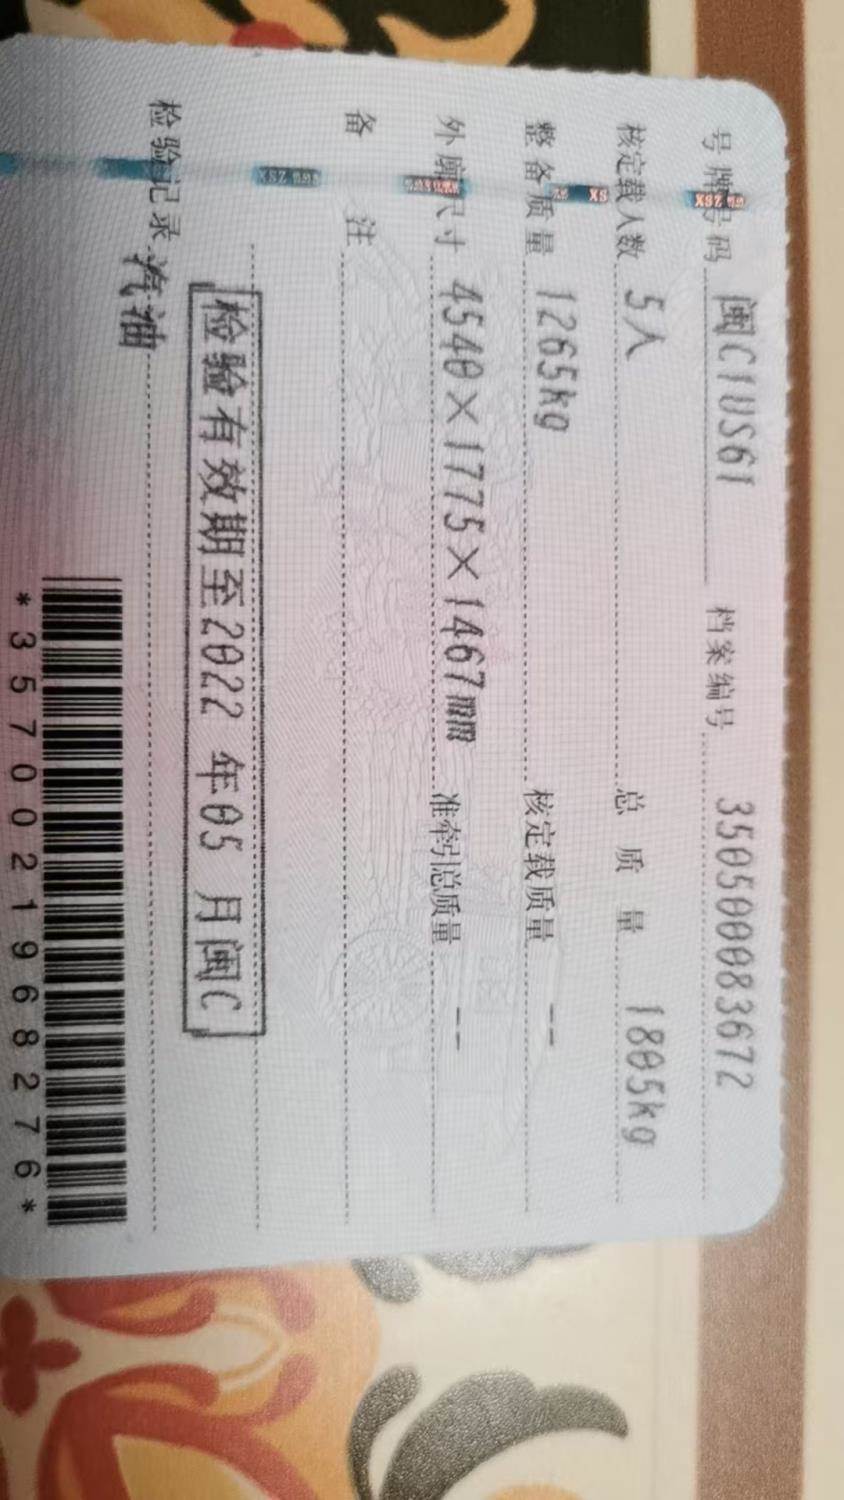 号牌号码 闽C1US61 档案编号 350500083672
核定载人数 5人 总质量 1805kg
整备质量 1265kg 核定载质量 --
外廓尺寸 4540×1775×1467mm 准牵引总质量 --
备注
检验有效期至2022年05月闽C
检验记录 汽油
*3570021968276*